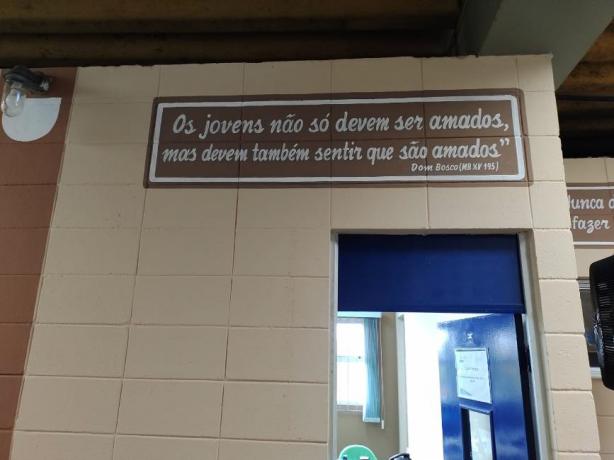 Os jovens não só devem ser amados,
mas devem também sentir que são amados"
Dom Bosco (MB XV 195)
fazer